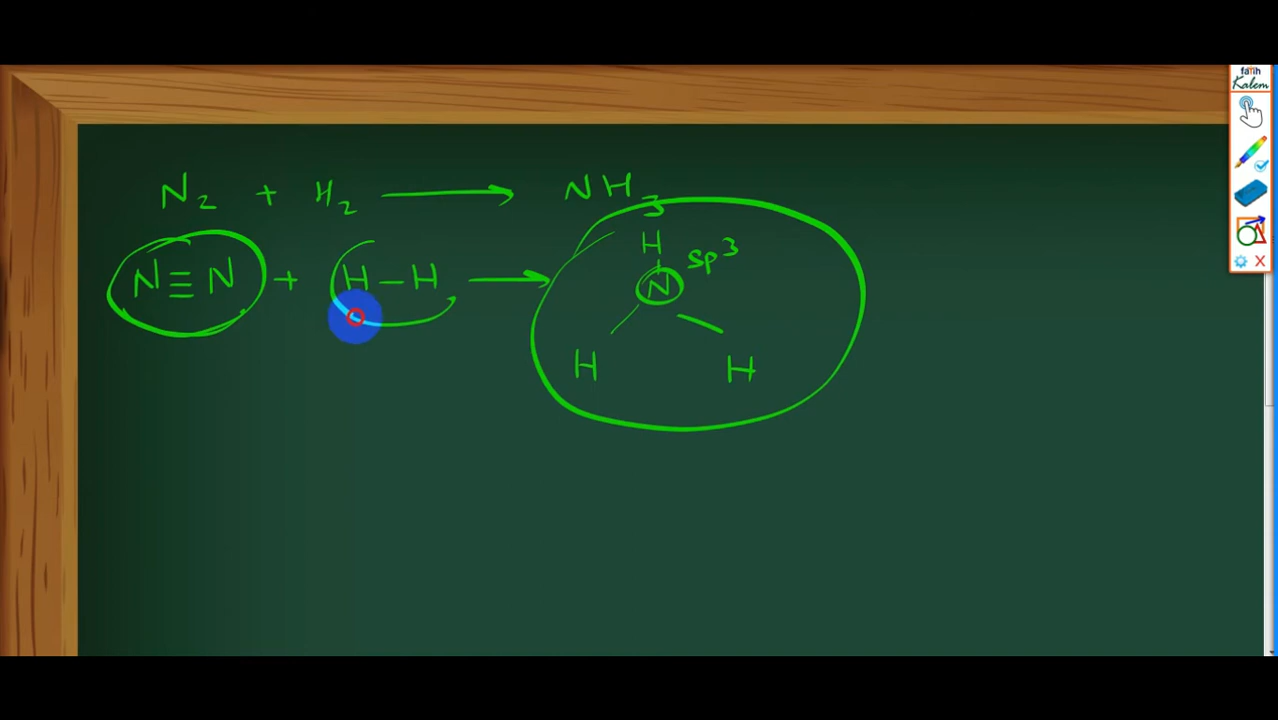 N₂ + H₂ ⟶ NH₃
N≡N + H–H ⟶
H
N sp³
H H
fatih
Kalem